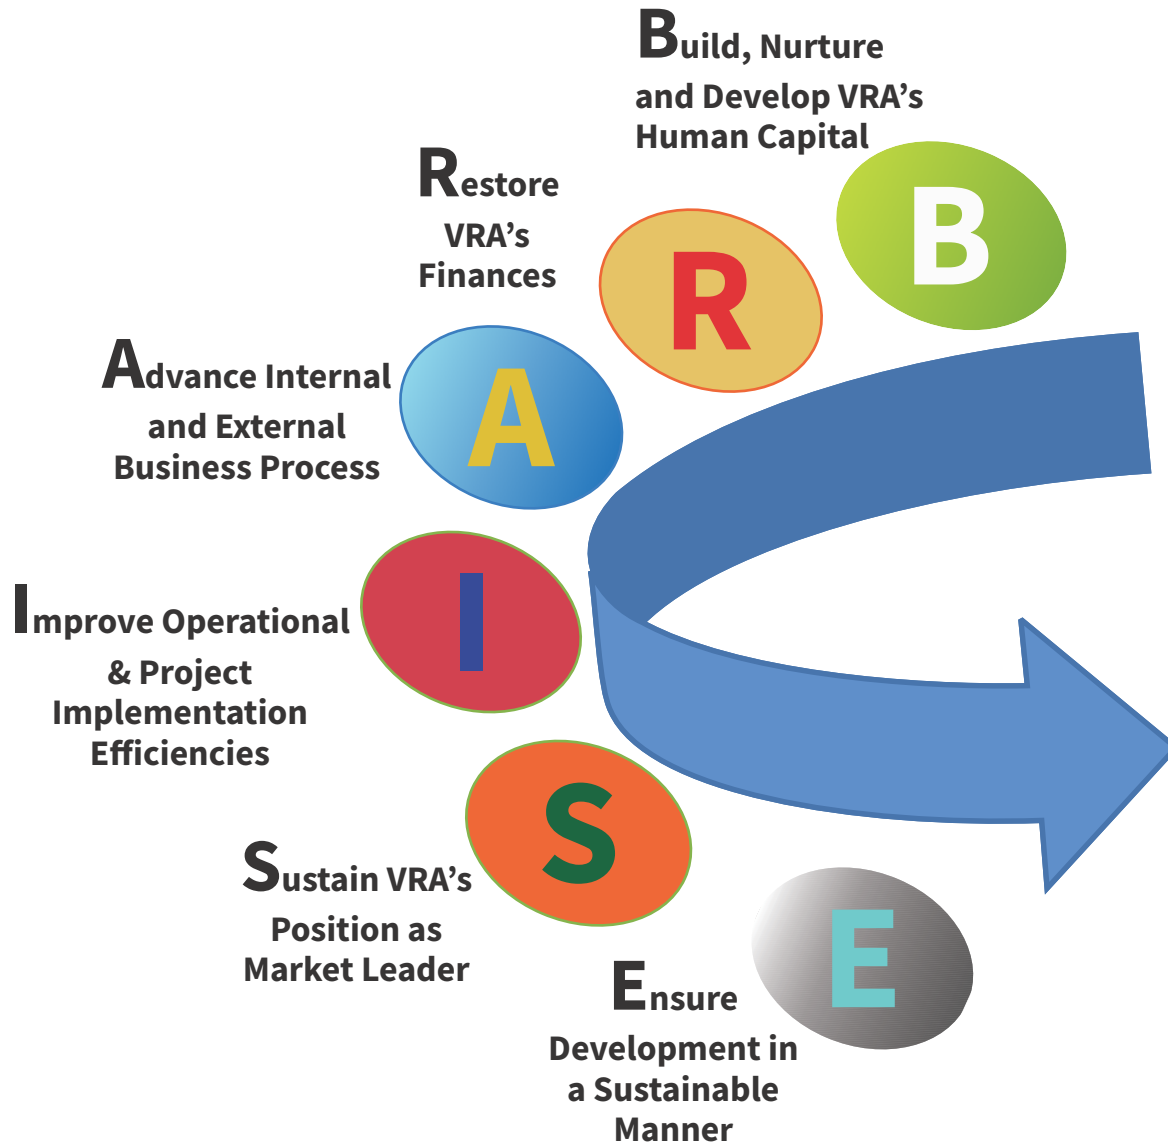 Build, Nurture
and Develop VRA’s
Human Capital
B
Restore
VRA’s
Finances
R
Advance Internal
and External
Business Process
A
Improve Operational
& Project
Implementation
Efficiencies
I
Sustain VRA’s
Position as
Market Leader
S
Ensure
Development in
a Sustainable
Manner
E